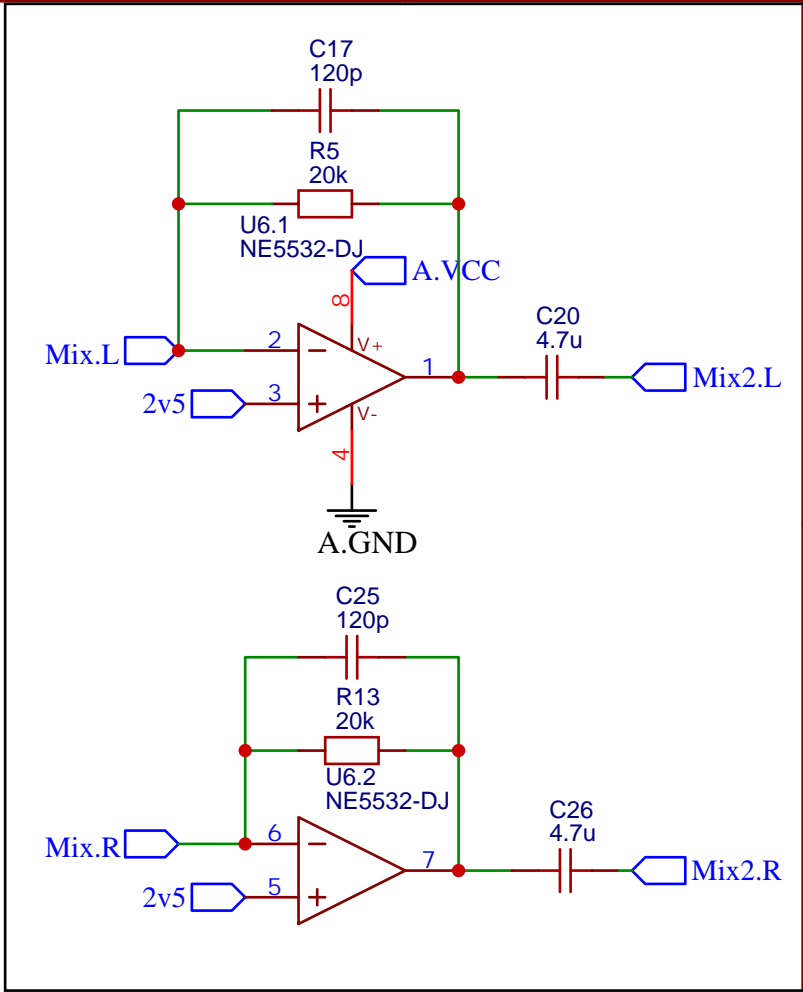 C17
120p
R5
20k
U6.1
NE5532-DJ
A.VCC
8
V+
Mix.L
2
1
C20
4.7u
Mix2.L
2v5
3
V-
4
A.GND
C25
120p
R13
20k
U6.2
NE5532-DJ
Mix.R
6
7
C26
4.7u
Mix2.R
2v5
5